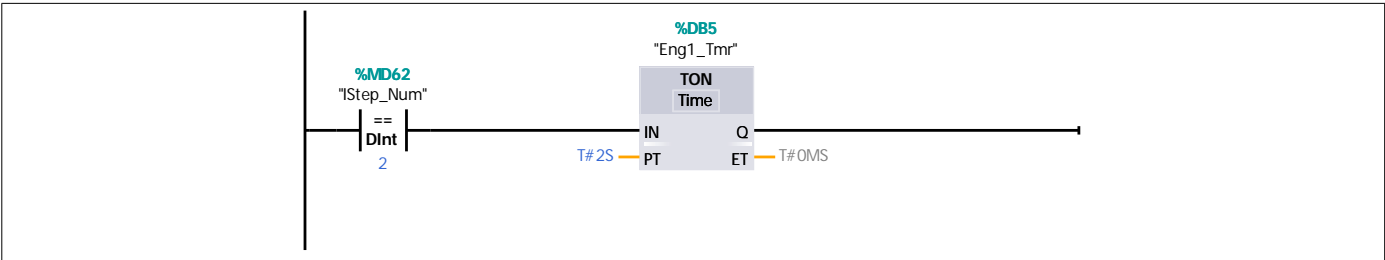 %DB5
"Eng1_Tmr"
%MD62
"IStep_Num"
TON
Time
==
DInt
IN
Q
2
T#2S
PT
ET
T#0MS